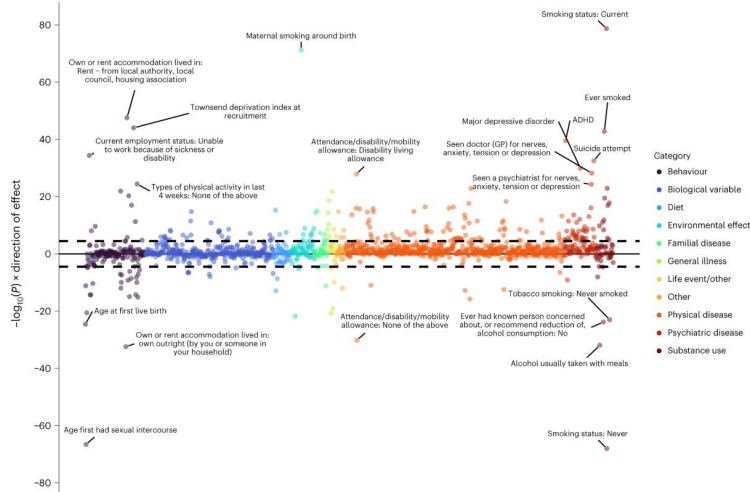 80
60
40
20
0
−20
−40
−60
−80
−log₁₀(P) × direction of effect
Smoking status: Current
Maternal smoking around birth
Own or rent accommodation lived in:
Rent – from local authority, local
council, housing association
Townsend deprivation index at
recruitment
Current employment status: Unable
to work because of sickness or
disability
Types of physical activity in last
4 weeks: None of the above
Attendance/disability/mobility
allowance: Disability living
allowance
Ever smoked
Major depressive disorder
ADHD
Seen doctor (GP) for nerves,
anxiety, tension or depression
Suicide attempt
Seen a psychiatrist for nerves,
anxiety, tension or depression
Age at first live birth
Own or rent accommodation lived in:
own outright (by you or someone in
your household)
Attendance/disability/mobility
allowance: None of the above
Tobacco smoking: Never smoked
Ever had known person concerned
about, or recommend reduction of,
alcohol consumption: No
Alcohol usually taken with meals
Age first had sexual intercourse
Smoking status: Never
Category
Behaviour
Biological variable
Diet
Environmental effect
Familial disease
General illness
Life event/other
Other
Physical disease
Psychiatric disease
Substance use